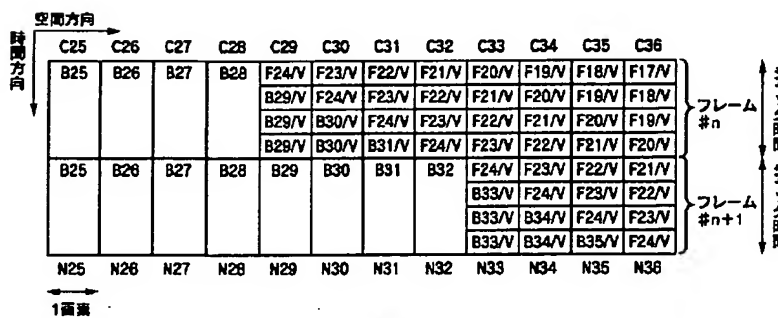 空間方向
時間方向
C25 C26 C27 C28 C29 C30 C31 C32 C33 C34 C35 C36
B25 B26 B27 B28 F24/V F23/V F22/V F21/V F20/V F19/V F18/V F17/V
B29/V F24/V F23/V F22/V F21/V F20/V F19/V F18/V
B29/V B30/V F24/V F23/V F22/V F21/V F20/V F19/V
B29/V B30/V B31/V F24/V F23/V F22/V F21/V F20/V
フレーム
#n
B25 B26 B27 B28 B29 B30 B31 B32 F24/V F23/V F22/V F21/V
B33/V F24/V F23/V F22/V
B33/V B34/V F24/V F23/V
B33/V B34/V B35/V F24/V
フレーム
#n+1
N25 N26 N27 N28 N29 N30 N31 N32 N33 N34 N35 N36
1画素